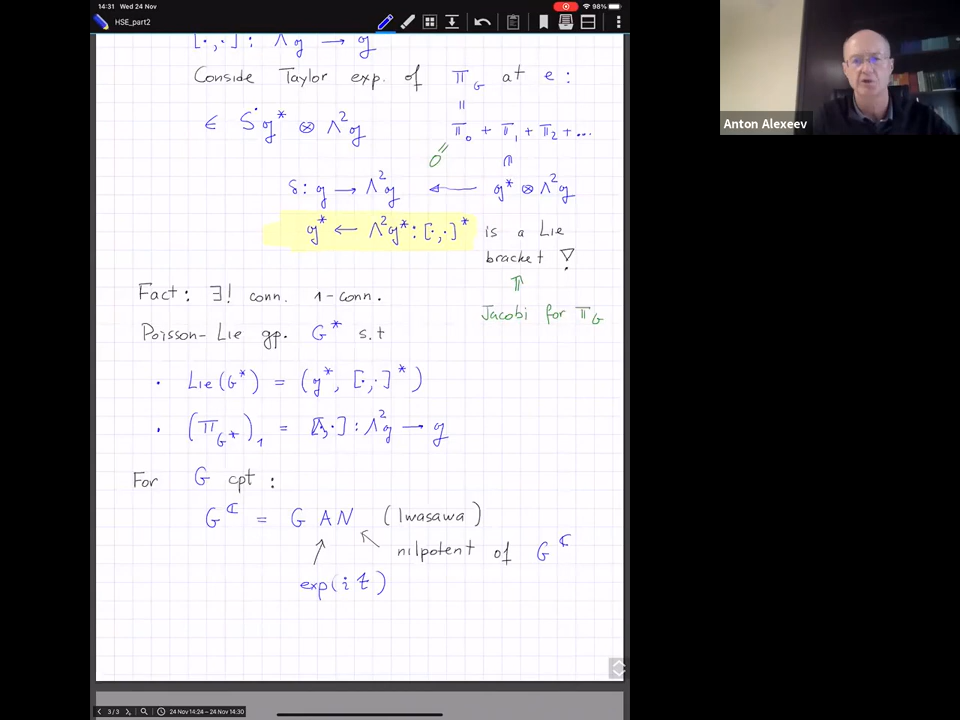 14:31 Wed 24 Nov
98%
HSE_part2
[·,·] : Λg → g
Conside Taylor exp. of π_G at e :
∈ S˙g* ⊗ Λ²g
=
π₀ + π₁ + π₂ + ...
0
δ : g → Λ²g ← g* ⊗ Λ²g
g* ← Λ²g* : [·,·]* is a Lie
bracket !
Jacobi for π_G
Fact : ∃! conn. 1-conn.
Poisson-Lie gp. G* s.t
· Lie(G*) = (g*, [·,·]*)
· (π_G*)₁ = [·,·] : Λ²g → g
For G cpt :
G^ℂ = G A N (Iwasawa)
nilpotent of G^ℂ
exp(i t)
3/3
24 Nov 14:24 – 24 Nov 14:30
Anton Alexeev